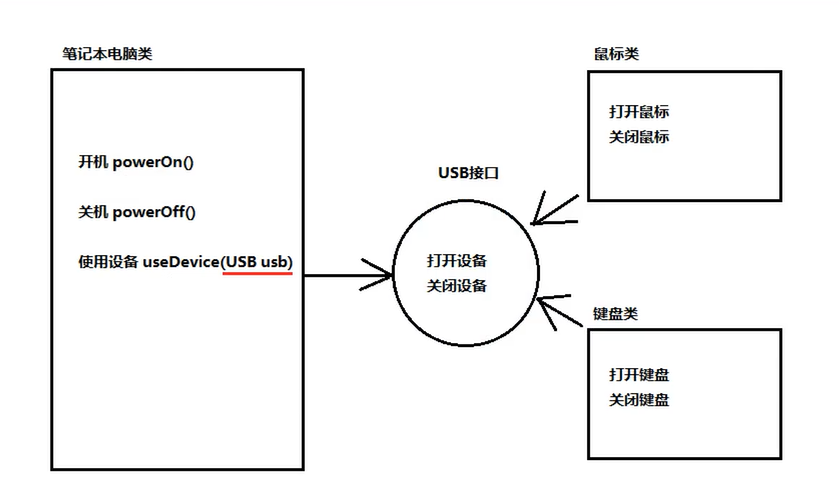 笔记本电脑类
开机 powerOn()
关机 powerOff()
使用设备 useDevice(USB usb)
USB接口
打开设备
关闭设备
鼠标类
打开鼠标
关闭鼠标
键盘类
打开键盘
关闭键盘